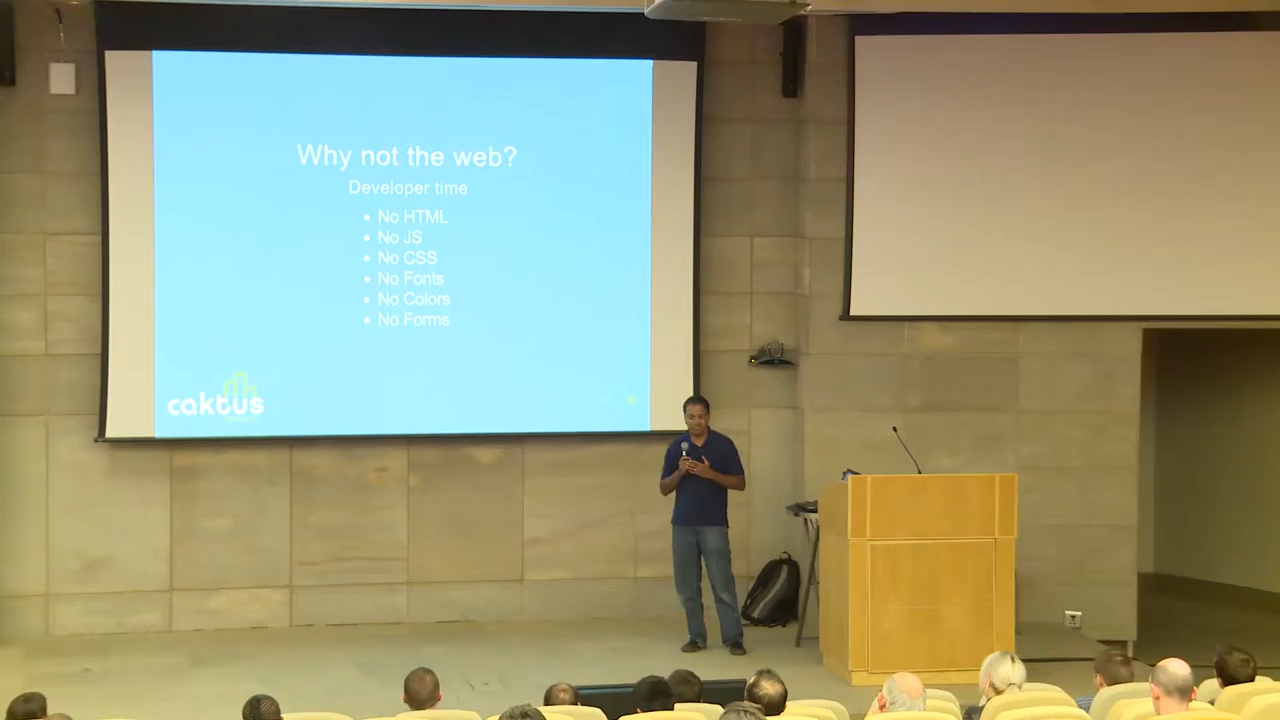 Why not the web?
Developer time
• No HTML
• No JS
• No CSS
• No Fonts
• No Colors
• No Forms
caktus